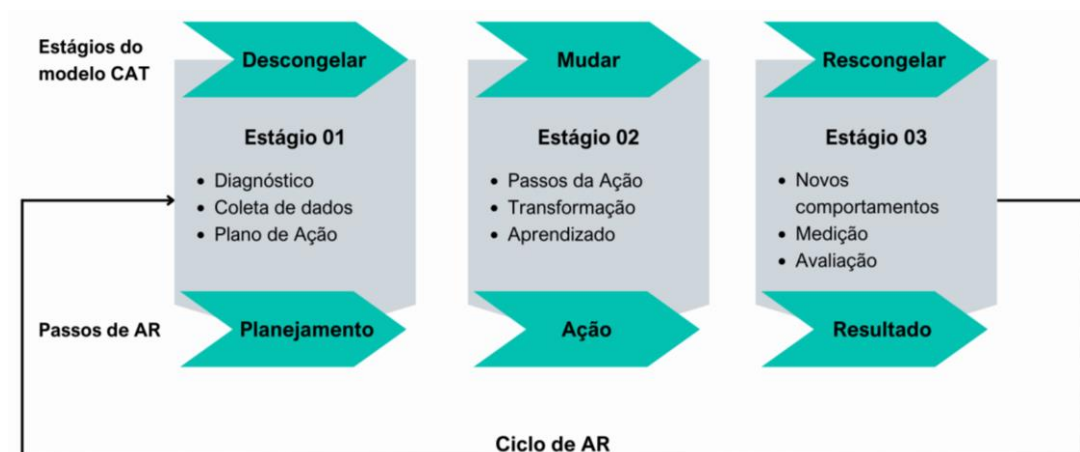 Estágios do
modelo CAT
Descongelar
Mudar
Rescongelar
Estágio 01
• Diagnóstico
• Coleta de dados
• Plano de Ação
Estágio 02
• Passos da Ação
• Transformação
• Aprendizado
Estágio 03
• Novos
comportamentos
• Medição
• Avaliação
Passos de AR
Planejamento
Ação
Resultado
Ciclo de AR